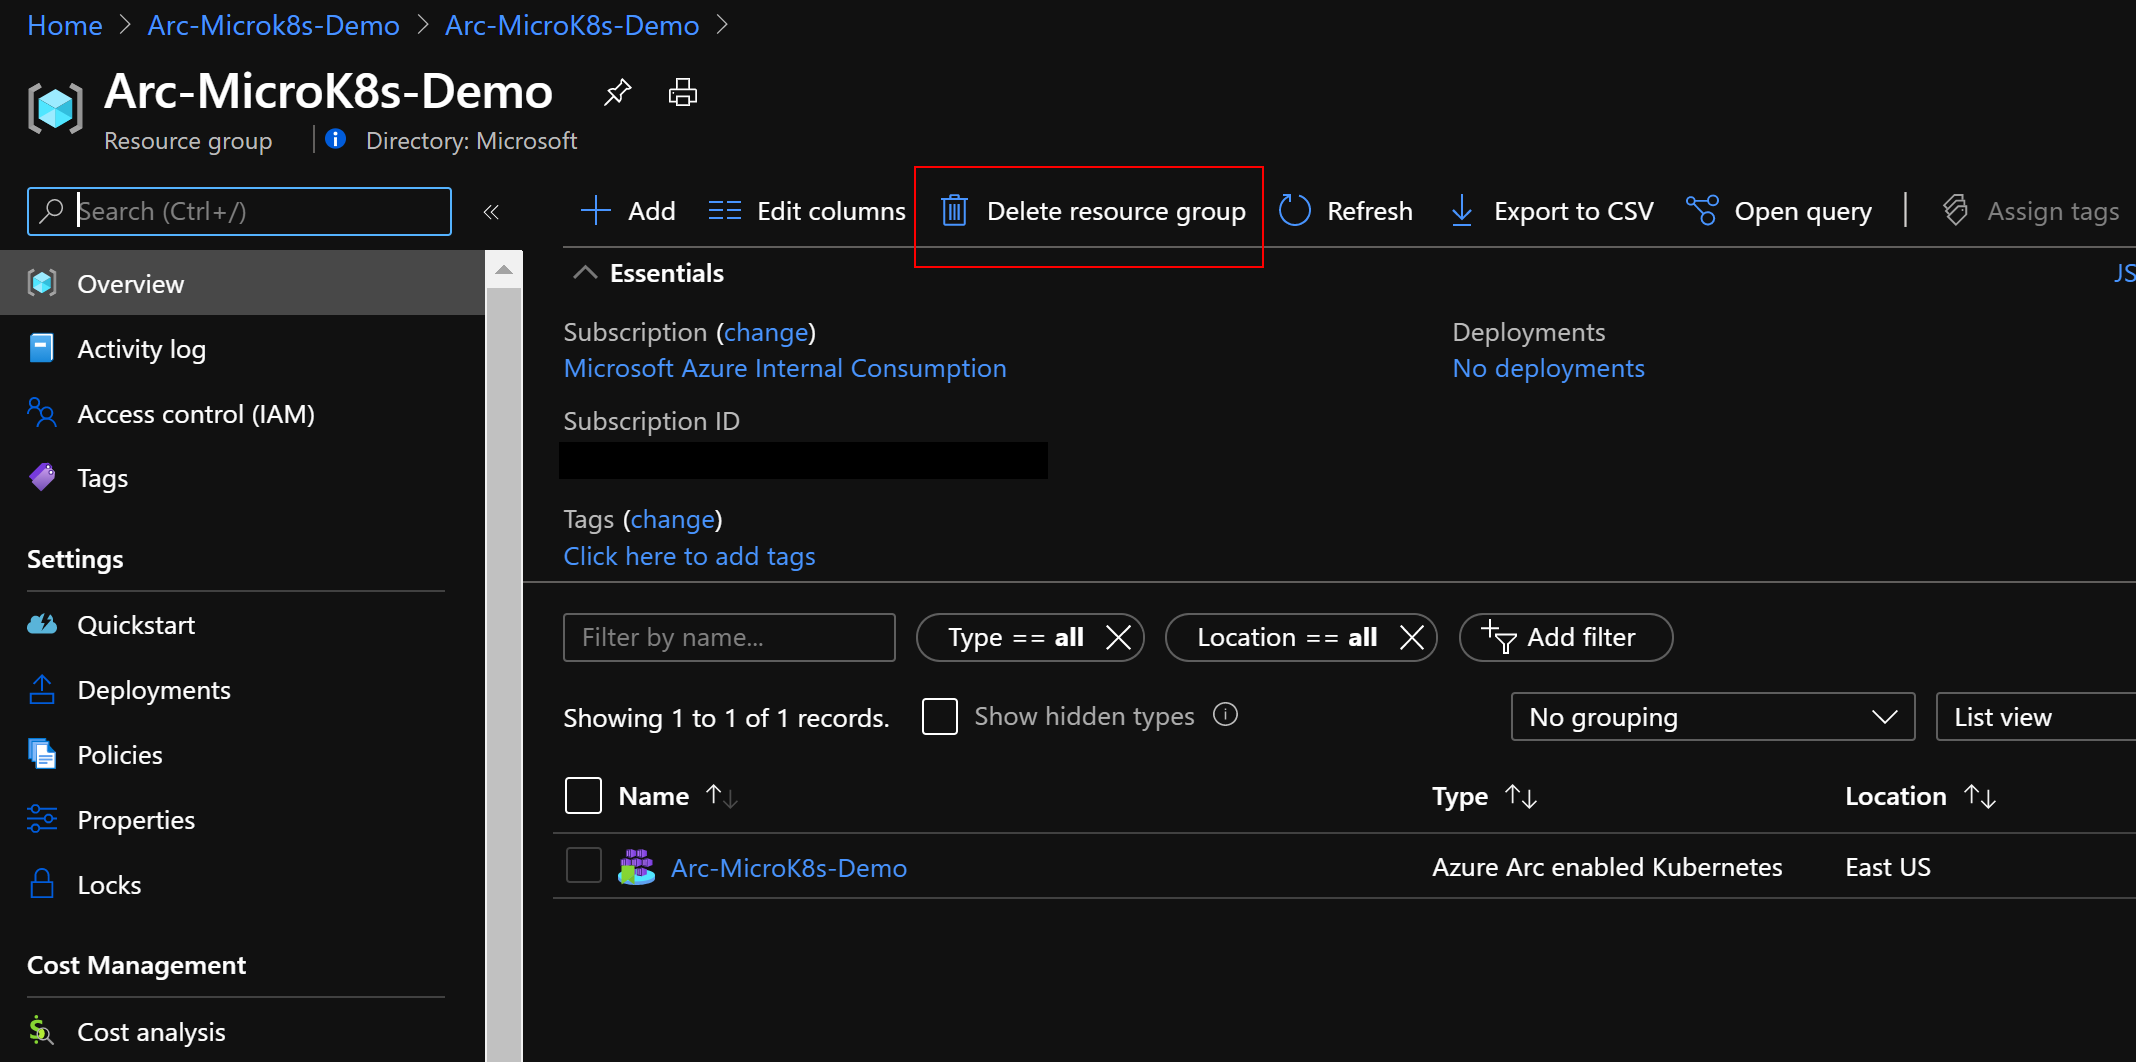 Home > Arc-Microk8s-Demo > Arc-MicroK8s-Demo >
Arc-MicroK8s-Demo
Resource group | Directory: Microsoft
Search (Ctrl+/) «
Add Edit columns Delete resource group Refresh Export to CSV Open query | Assign tags
Overview
Activity log
Access control (IAM)
Tags
Settings
Quickstart
Deployments
Policies
Properties
Locks
Cost Management
Cost analysis
Essentials
JS
Subscription (change)
Microsoft Azure Internal Consumption
Deployments
No deployments
Subscription ID
Tags (change)
Click here to add tags
Filter by name... Type == all Location == all Add filter
Showing 1 to 1 of 1 records. Show hidden types No grouping List view
Name Type Location
Arc-MicroK8s-Demo Azure Arc enabled Kubernetes East US